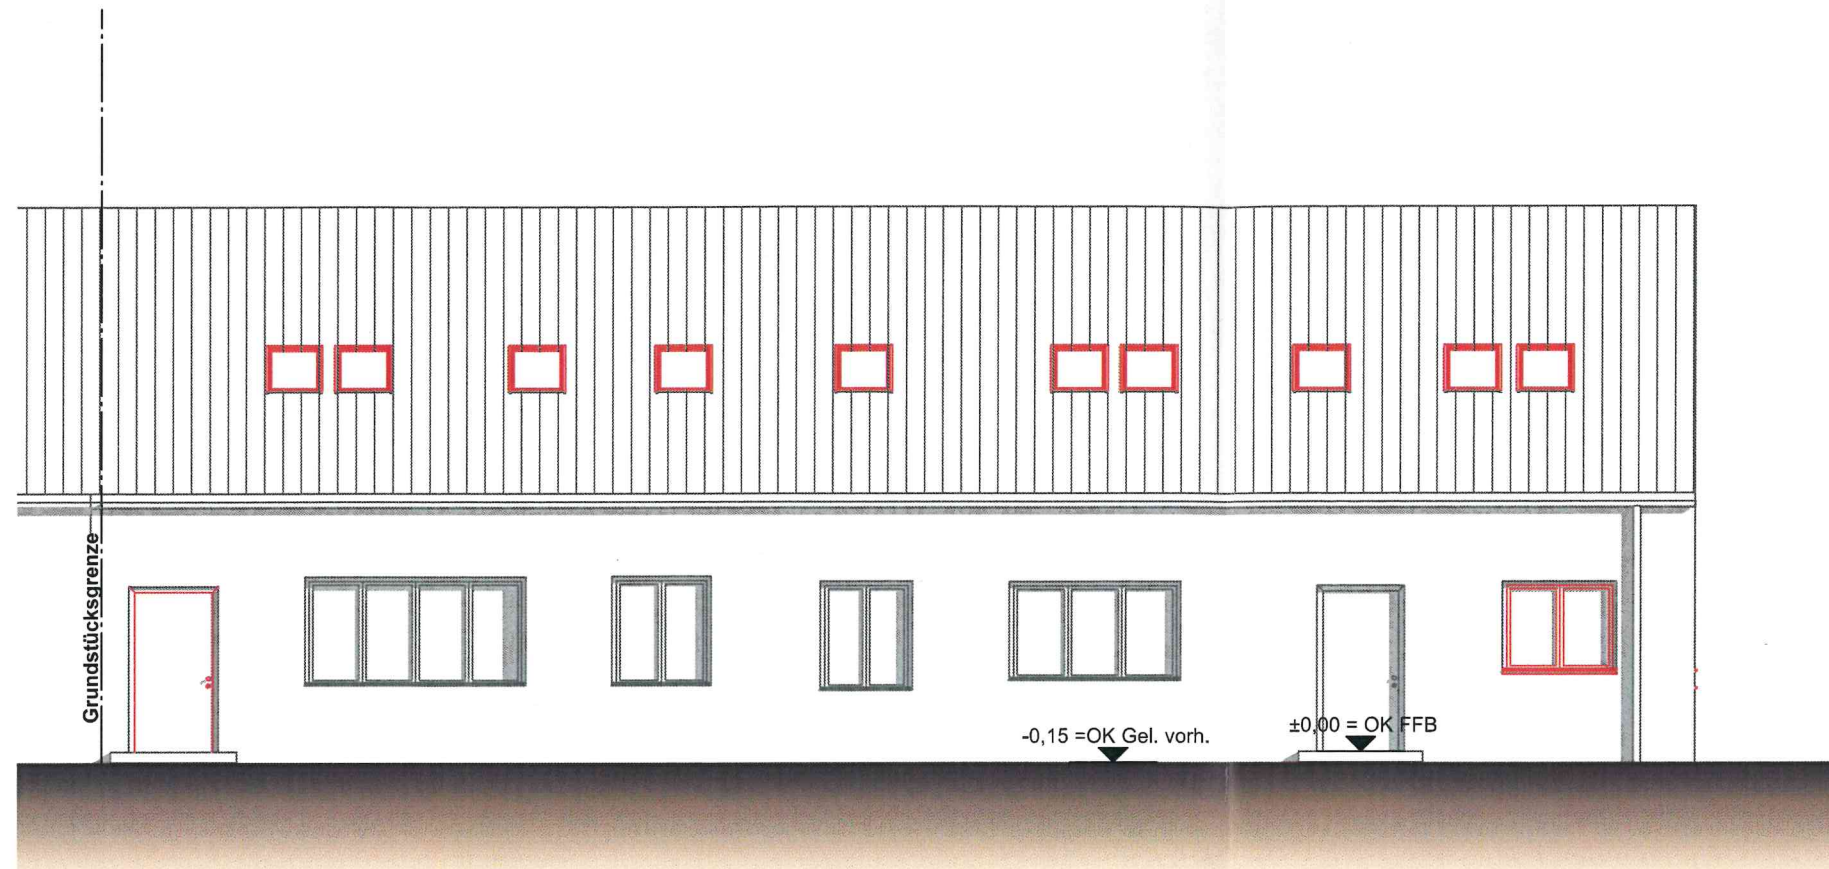 Grundstücksgrenze
-0,15 =OK Gel. vorh.
±0,00 = OK FFB